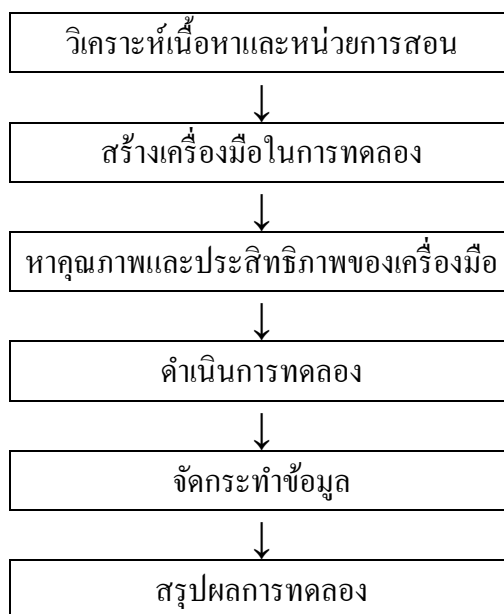 วิเคราะห์เนื้อหาและหน่วยการสอน
สร้างเครื่องมือในการทดลอง
หาคุณภาพและประสิทธิภาพของเครื่องมือ
ดำเนินการทดลอง
จัดกระทำข้อมูล
สรุปผลการทดลอง